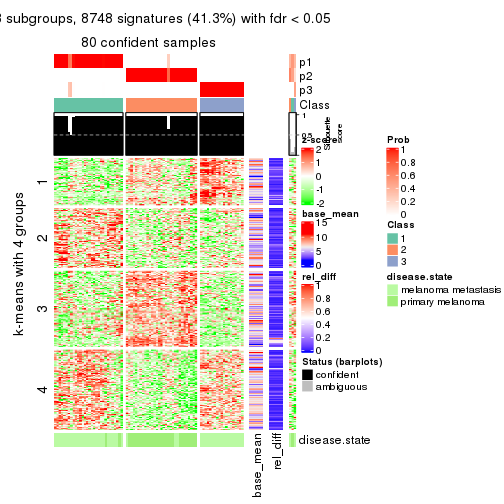 3 subgroups, 8748 signatures (41.3%) with fdr < 0.05
80 confident samples
p1
p2
p3
Class
1
0.5
Silhouette
score
k-means with 4 groups
1
2
3
4
z-score
2
1
0
-1
-2
base_mean
15
10
5
0
rel_diff
1
0.8
0.6
0.4
0.2
0
Status (barplots)
confident
ambiguous
Prob
1
0.8
0.6
0.4
0.2
0
Class
1
2
3
disease.state
melanoma metastasis
primary melanoma
disease.state
base_mean
rel_diff